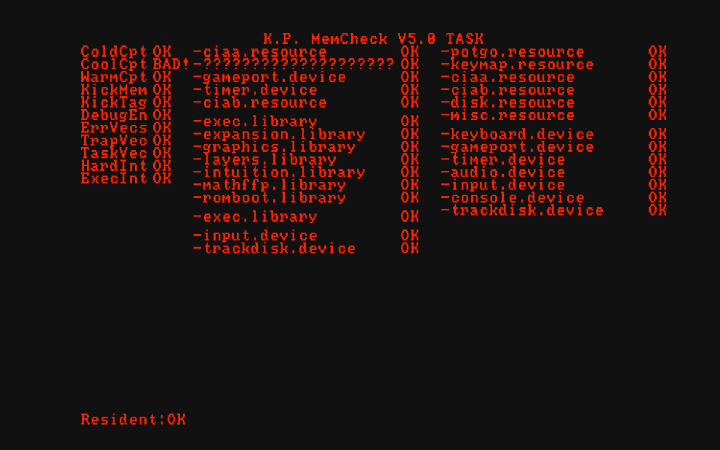 K.P. MemCheck V5.0 TASK
ColdCpt OK -ciaa.resource OK -potgo.resource OK
CoolCpt BAD! -???????????????????? OK -keymap.resource OK
WarmCpt OK -gameport.device OK -ciaa.resource OK
KickMem OK -timer.device OK -ciab.resource OK
KickTag OK -ciab.resource OK -disk.resource OK
DebugEn OK -misc.resource OK
ErrVecs OK -exec.library OK
TrapVec OK -expansion.library OK -keyboard.device OK
TaskVec OK -graphics.library OK -gameport.device OK
HardInt OK -layers.library OK -timer.device OK
ExecInt OK -intuition.library OK -audio.device OK
-mathffp.library OK -input.device OK
-romboot.library OK -console.device OK
-exec.library OK -trackdisk.device OK
-input.device OK
-trackdisk.device OK
Resident:OK